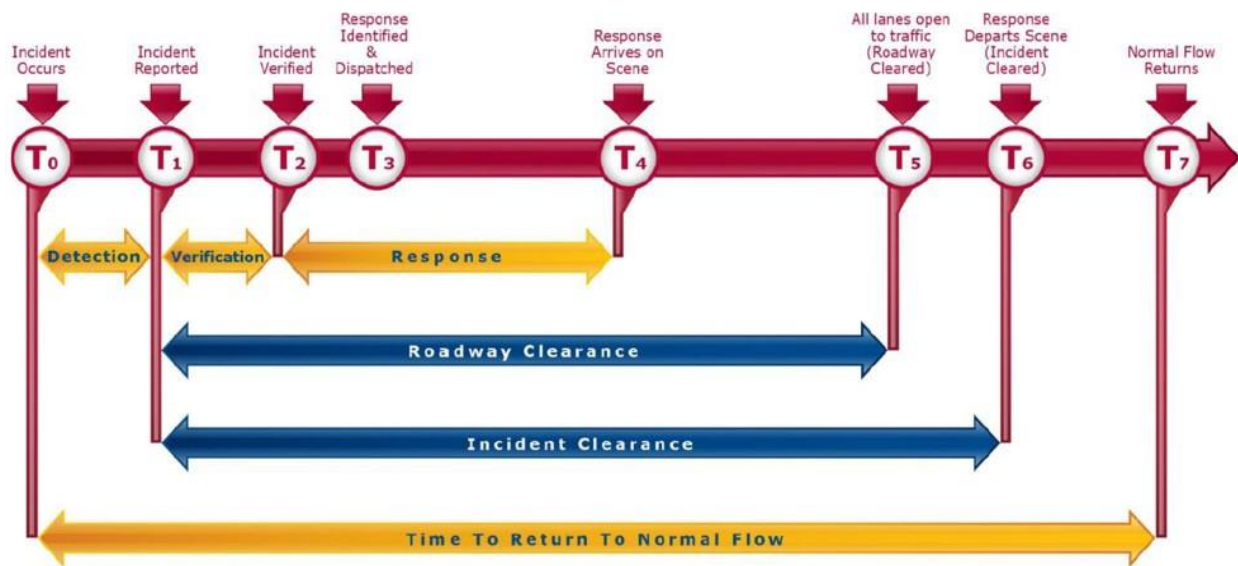 Incident
Occurs
Incident
Reported
Incident
Verified
Response
Identified
&
Dispatched
Response
Arrives on
Scene
All lanes open
to traffic
(Roadway
Cleared)
Response
Departs Scene
(Incident
Cleared)
Normal Flow
Returns
T0 T1 T2 T3 T4 T5 T6 T7
Detection Verification Response
Roadway Clearance
Incident Clearance
Time To Return To Normal Flow